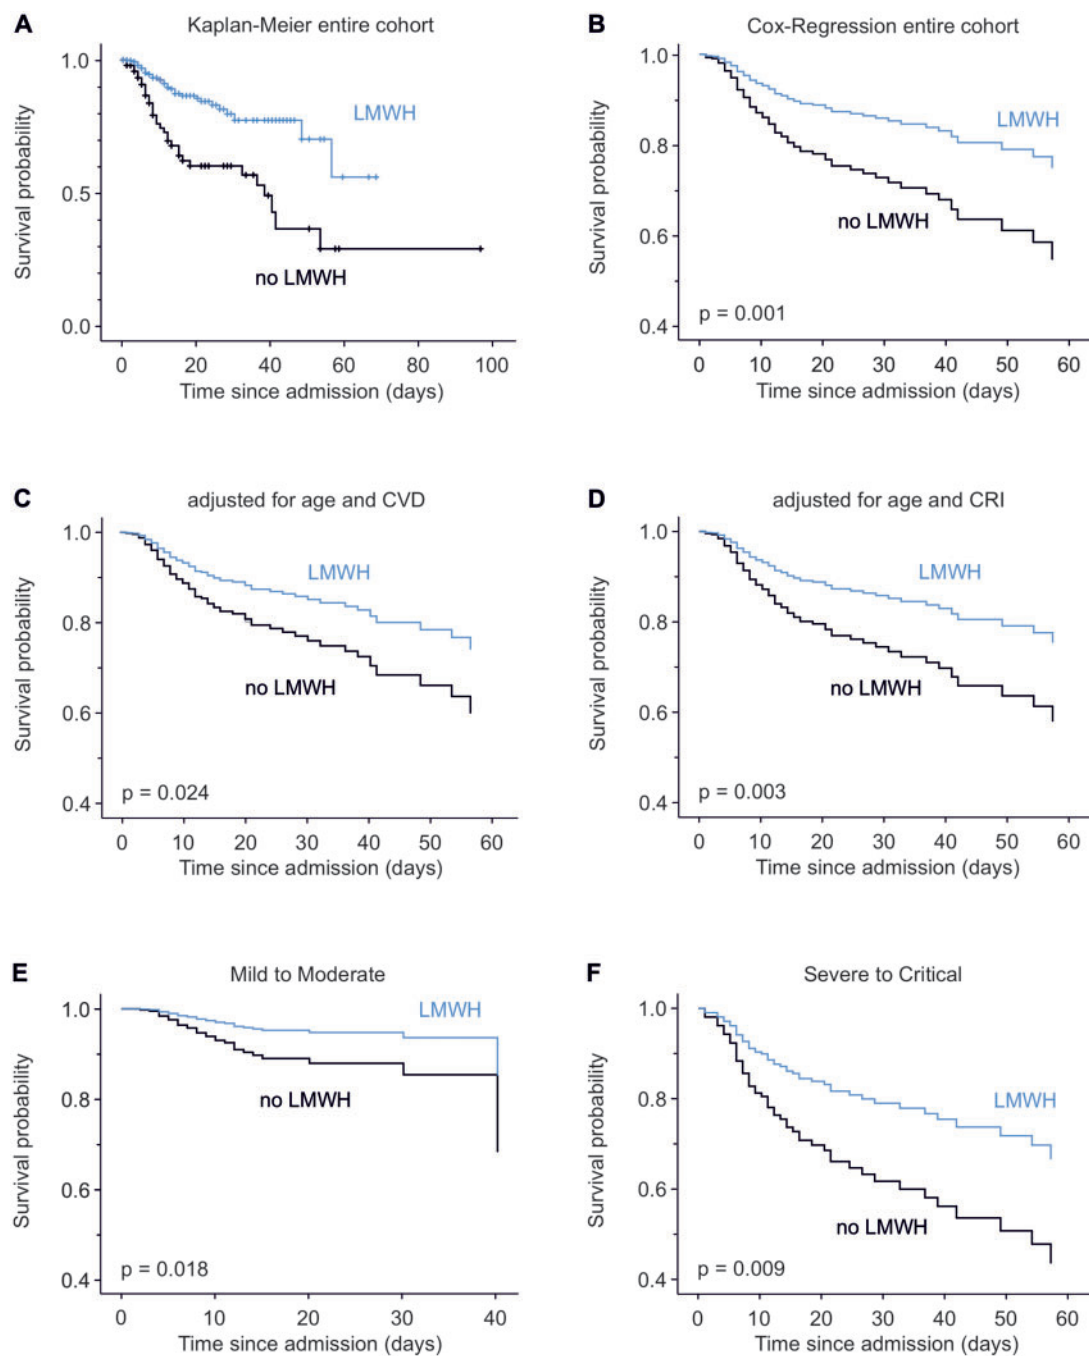 A
Kaplan-Meier entire cohort
Survival probability
1.0
0.5
0.0
LMWH
no LMWH
0 20 40 60 80 100
Time since admission (days)
B
Cox-Regression entire cohort
Survival probability
1.0
0.8
0.6
0.4
LMWH
no LMWH
p = 0.001
0 10 20 30 40 50 60
Time since admission (days)
C
adjusted for age and CVD
Survival probability
1.0
0.8
0.6
0.4
LMWH
no LMWH
p = 0.024
0 10 20 30 40 50 60
Time since admission (days)
D
adjusted for age and CRI
Survival probability
1.0
0.8
0.6
0.4
LMWH
no LMWH
p = 0.003
0 10 20 30 40 50 60
Time since admission (days)
E
Mild to Moderate
Survival probability
1.0
0.8
0.6
0.4
LMWH
no LMWH
p = 0.018
0 10 20 30 40
Time since admission (days)
F
Severe to Critical
Survival probability
1.0
0.8
0.6
0.4
LMWH
no LMWH
p = 0.009
0 10 20 30 40 50 60
Time since admission (days)